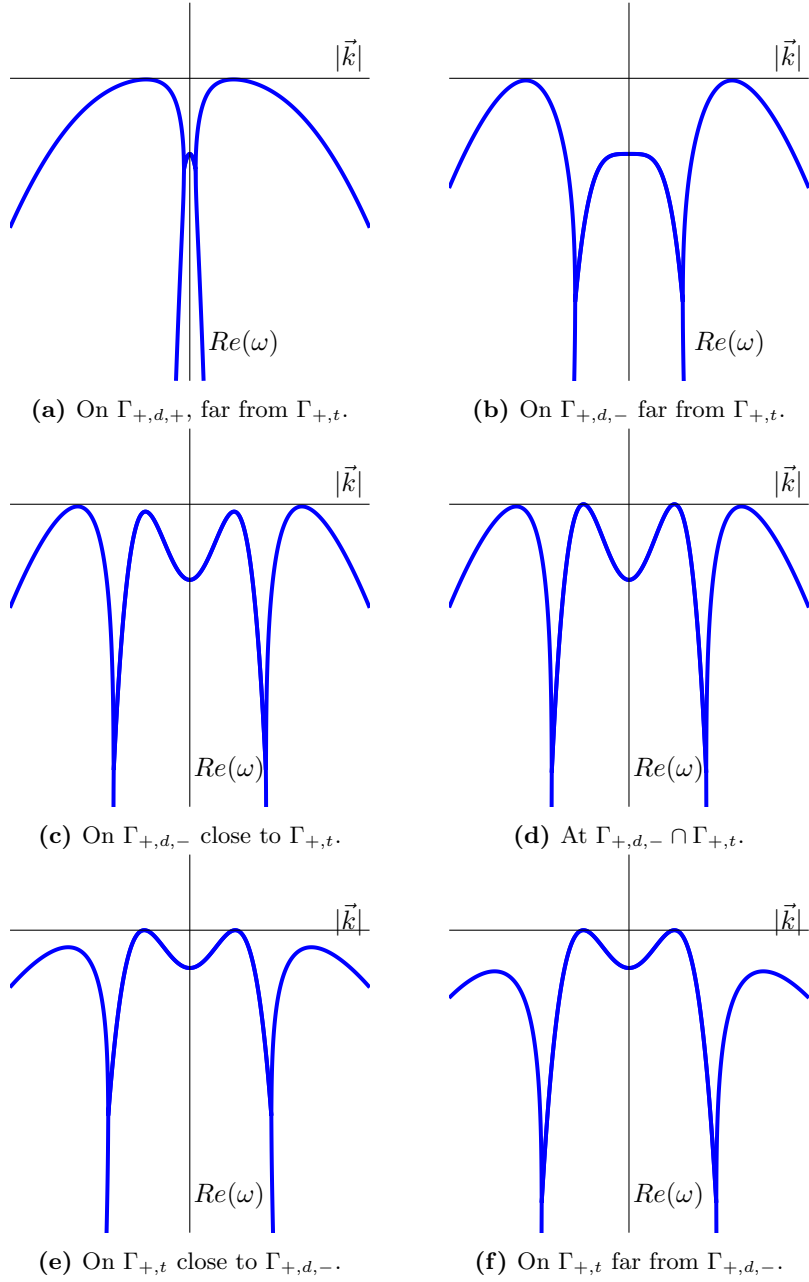 |k⃗| |k⃗|
Re(ω) Re(ω)
(a) On Γ+,d,+, far from Γ+,t. (b) On Γ+,d,− far from Γ+,t.
|k⃗| |k⃗|
Re(ω) Re(ω)
(c) On Γ+,d,− close to Γ+,t. (d) At Γ+,d,− ∩ Γ+,t.
|k⃗| |k⃗|
Re(ω) Re(ω)
(e) On Γ+,t close to Γ+,d,−. (f) On Γ+,t far from Γ+,d,−.